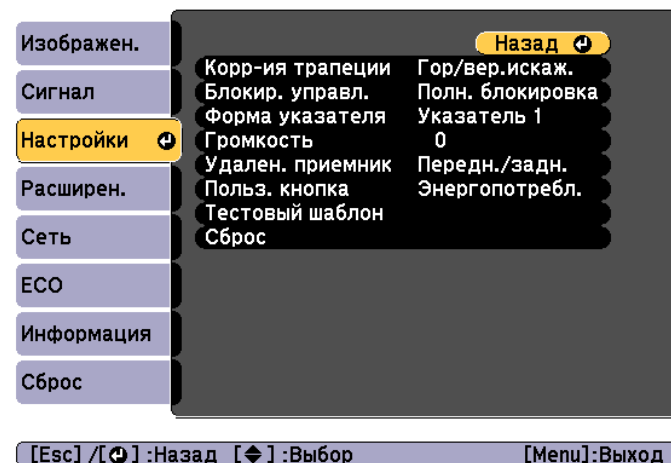 Изображен.
Сигнал
Настройки
Расширен.
Сеть
ECO
Информация
Сброс
Назад
Корр-ия трапеции Гор/вер.искаж.
Блокир. управл. Полн. блокировка
Форма указателя Указатель 1
Громкость 0
Удален. приемник Передн./задн.
Польз. кнопка Энергопотребл.
Тестовый шаблон
Сброс
[Esc] /[ ] :Назад [ ] :Выбор [Menu]:Выход